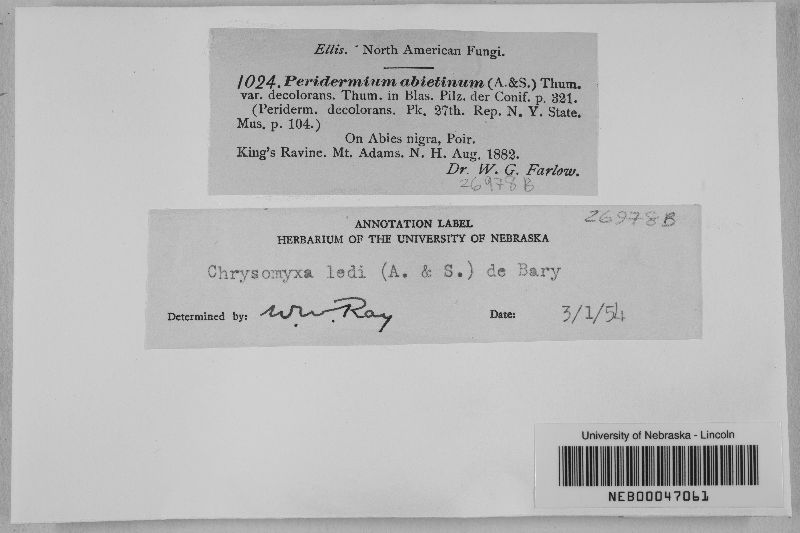 Ellis. North American Fungi.
1024. Peridermium abietinum (A.&S.) Thum.
var. decolorans. Thum. in Blas. Pilz. der Conif. p. 321.
(Periderm. decolorans. Pk. 27th. Rep. N. Y. State.
Mus. p. 104.)
On Abies nigra, Poir.
King's Ravine. Mt. Adams. N. H. Aug. 1882.
Dr. W. G. Farlow.
26978 B
26978 B
ANNOTATION LABEL
HERBARIUM OF THE UNIVERSITY OF NEBRASKA
Chrysomyxa ledi (A. & S.) de Bary
Determined by: W.W. Ray Date: 3/1/54
University of Nebraska - Lincoln
NEB00047061